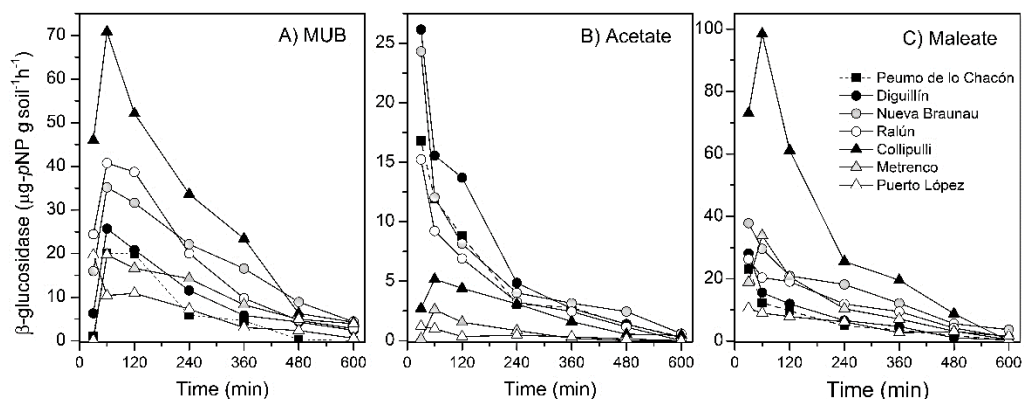 A) MUB
B) Acetate
C) Maleate
β-glucosidase (μg-pNP g soil⁻¹h⁻¹)
75
70
60
50
40
30
20
10
5
0
25
20
15
10
5
0
100
80
60
40
20
0
Peumo de lo Chacón
Diguillín
Nueva Braunau
Ralún
Collipulli
Metrenco
Puerto López
0 120 240 360 480 600
0 120 240 360 480 600
0 120 240 360 480 600
Time (min)
Time (min)
Time (min)